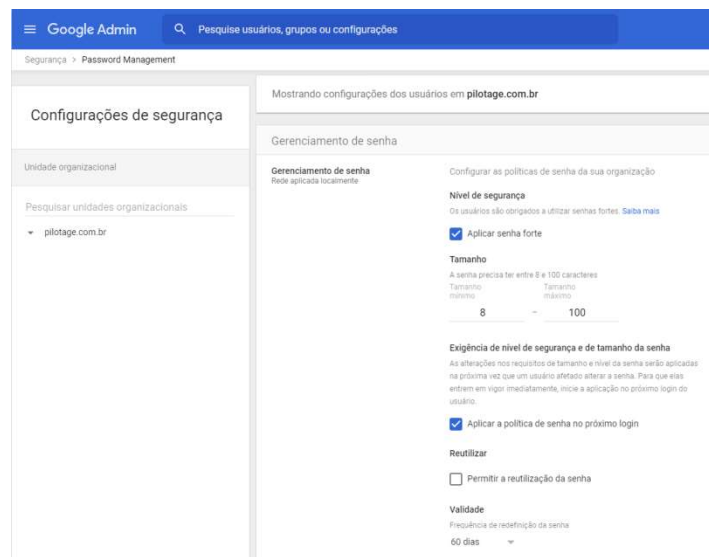 Google Admin
Pesquise usuários, grupos ou configurações
Segurança > Password Management
Configurações de segurança
Unidade organizacional
Pesquisar unidades organizacionais
pilotage.com.br
Mostrando configurações dos usuários em pilotage.com.br
Gerenciamento de senha
Gerenciamento de senha
Rede aplicada localmente
Configurar as políticas de senha da sua organização
Nível de segurança
Os usuários são obrigados a utilizar senhas fortes. Saiba mais
Aplicar senha forte
Tamanho
A senha precisa ter entre 8 e 100 caracteres
Tamanho mínimo
Tamanho máximo
8 - 100
Exigência de nível de segurança e de tamanho da senha
As alterações nos requisitos de tamanho e nível da senha serão aplicadas
na próxima vez que um usuário afetado alterar a senha. Para que elas
entrem em vigor imediatamente, inicie a aplicação no próximo login do
usuário.
Aplicar a política de senha no próximo login
Reutilizar
Permitir a reutilização da senha
Validade
Frequência de redefinição da senha
60 dias